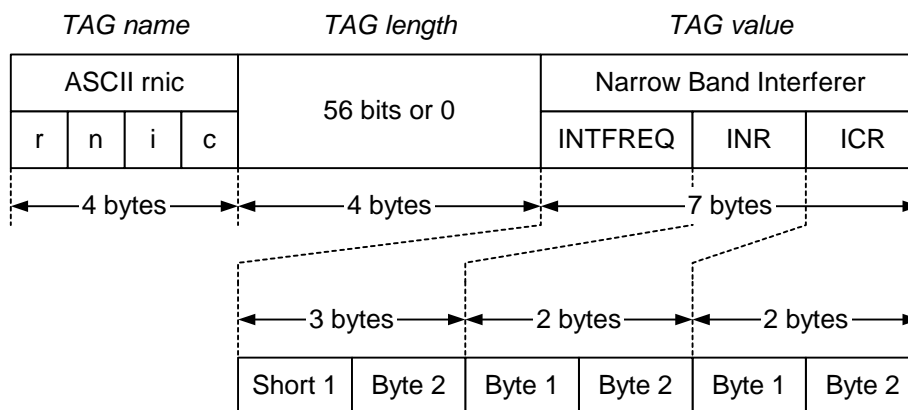 TAG name TAG length TAG value
ASCII rnic
56 bits or 0
Narrow Band Interferer
r n i c
INTFREQ INR ICR
4 bytes 4 bytes 7 bytes
3 bytes 2 bytes 2 bytes
Short 1 Byte 2 Byte 1 Byte 2 Byte 1 Byte 2